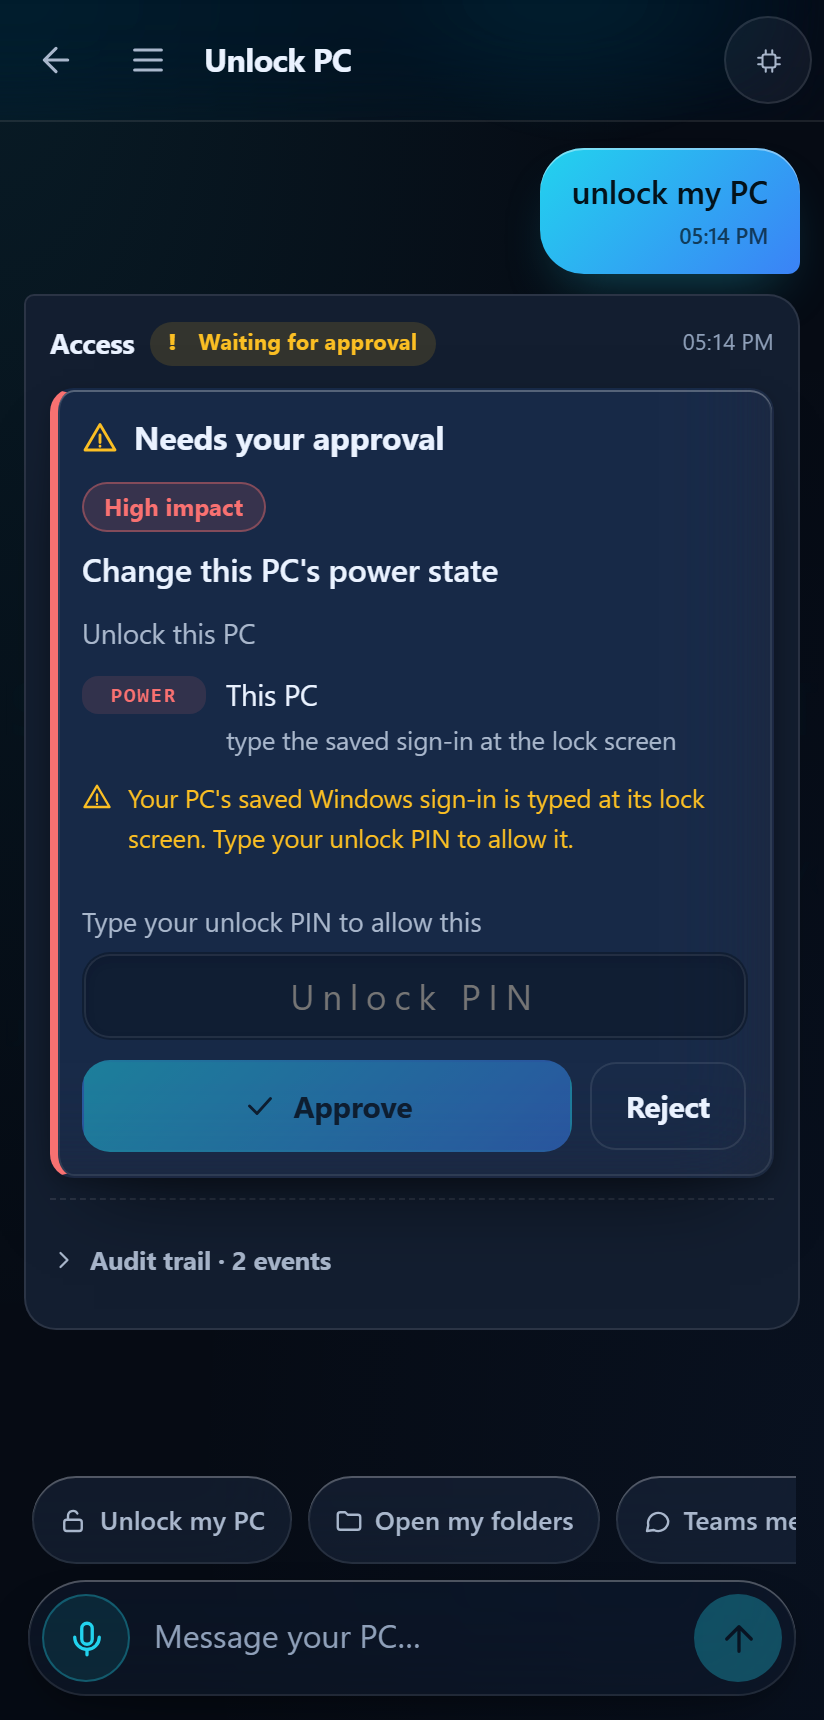 Unlock PC
unlock my PC
05:14 PM
Access
! Waiting for approval
05:14 PM
Needs your approval
High impact
Change this PC's power state
Unlock this PC
POWER
This PC
type the saved sign-in at the lock screen
Your PC's saved Windows sign-in is typed at its lock
screen. Type your unlock PIN to allow it.
Type your unlock PIN to allow this
Unlock PIN
Approve
Reject
Audit trail · 2 events
Unlock my PC
Open my folders
Teams me
Message your PC...